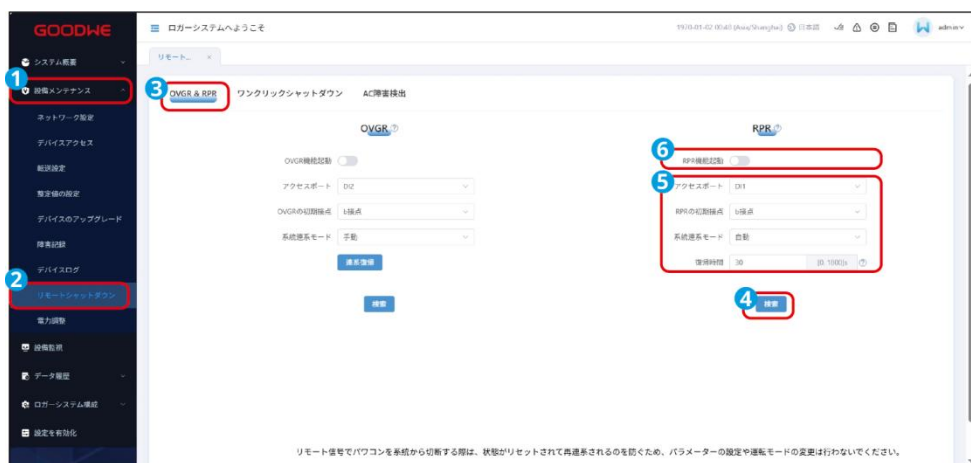 GOODWE
ロガーシステムへようこそ
1970-01-02 00:40 (Asia/Shanghai) 日本語
admin
システム概要
リモート... ×
1
設備メンテナンス
3
OVGR & RPR ワンクリックシャットダウン AC障害検出
ネットワーク設定
デバイスアクセス
転送設定
整定値の設定
デバイスのアップグレード
障害記録
デバイスログ
2
リモートシャットダウン
電力調整
設備監視
データ履歴
ロガーシステム構成
設定を有効化
OVGR
OVGR機能起動
アクセスポート DI2
OVGRの初期接点 b接点
系統連系モード 手動
連系復帰
検索
RPR
6
RPR機能起動
5
アクセスポート DI1
RPRの初期接点 b接点
系統連系モード 自動
復帰時間 30 [0, 1000]s
4
検索
リモート信号でパワコンを系統から切断する際は、状態がリセットされて再連系されるのを防ぐため、パラメーターの設定や運転モードの変更は行わないでください。